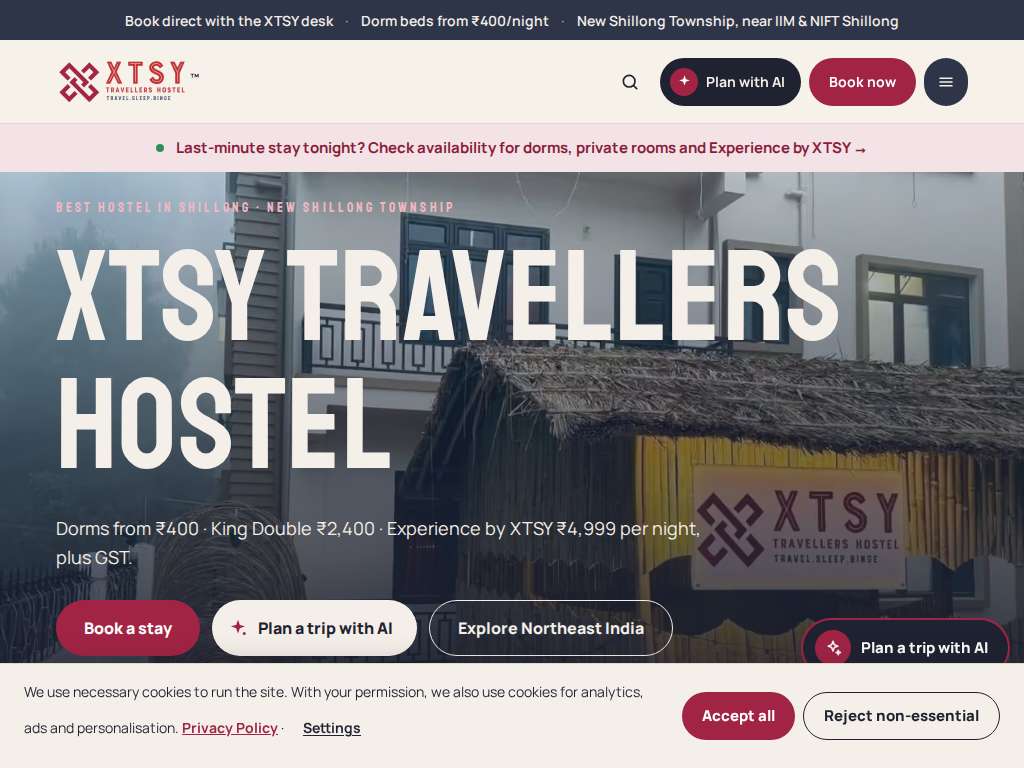 Book direct with the XTSY desk · Dorm beds from ₹400/night · New Shillong Township, near IIM & NIFT Shillong
XTSY™
TRAVELLERS HOSTEL
TRAVEL.SLEEP.BINGE
Plan with AI
Book now
Last-minute stay tonight? Check availability for dorms, private rooms and Experience by XTSY →
BEST HOSTEL IN SHILLONG · NEW SHILLONG TOWNSHIP
XTSY TRAVELLERS
HOSTEL
XTSY
TRAVELLERS HOSTEL
TRAVEL.SLEEP.BINGE
Dorms from ₹400 · King Double ₹2,400 · Experience by XTSY ₹4,999 per night,
plus GST.
Book a stay
Plan a trip with AI
Explore Northeast India
Plan a trip with AI
We use necessary cookies to run the site. With your permission, we also use cookies for analytics,
ads and personalisation. Privacy Policy · Settings
Accept all
Reject non-essential